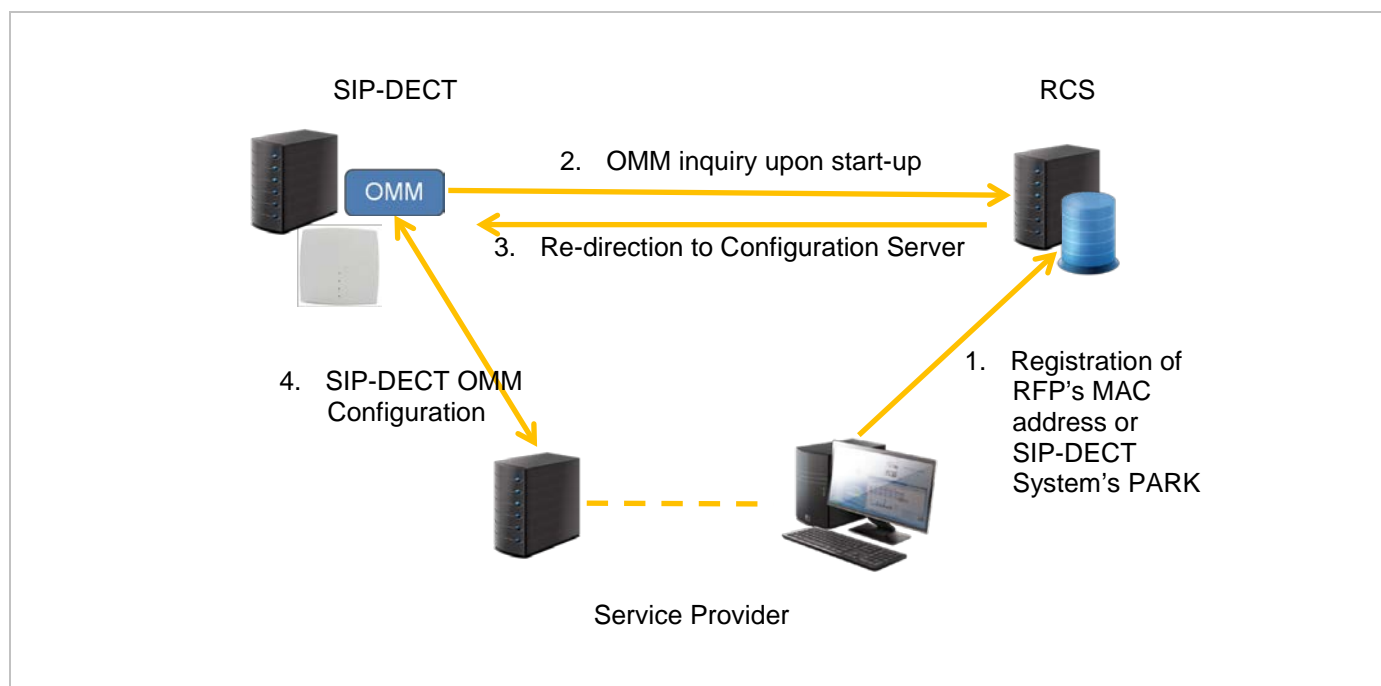 SIP-DECT
RCS
2. OMM inquiry upon start-up
OMM
3. Re-direction to Configuration Server
1. Registration of
RFP's MAC
address or
SIP-DECT
System's PARK
4. SIP-DECT OMM
Configuration
Service Provider